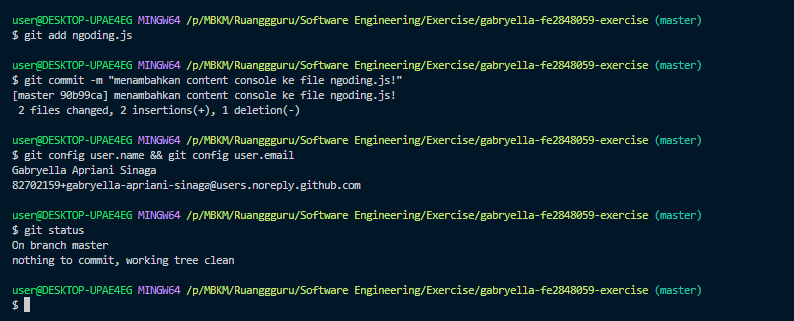 user@DESKTOP-UPAE4EG MINGW64 /p/MBKM/Ruanggguru/Software Engineering/Exercise/gabryella-fe2848059-exercise (master)
$ git add ngoding.js
user@DESKTOP-UPAE4EG MINGW64 /p/MBKM/Ruanggguru/Software Engineering/Exercise/gabryella-fe2848059-exercise (master)
$ git commit -m "menambahkan content console ke file ngoding.js!"
[master 90b99ca] menambahkan content console ke file ngoding.js!
 2 files changed, 2 insertions(+), 1 deletion(-)
user@DESKTOP-UPAE4EG MINGW64 /p/MBKM/Ruanggguru/Software Engineering/Exercise/gabryella-fe2848059-exercise (master)
$ git config user.name && git config user.email
Gabryella Apriani Sinaga
82702159+gabryella-apriani-sinaga@users.noreply.github.com
user@DESKTOP-UPAE4EG MINGW64 /p/MBKM/Ruanggguru/Software Engineering/Exercise/gabryella-fe2848059-exercise (master)
$ git status
On branch master
nothing to commit, working tree clean
user@DESKTOP-UPAE4EG MINGW64 /p/MBKM/Ruanggguru/Software Engineering/Exercise/gabryella-fe2848059-exercise (master)
$